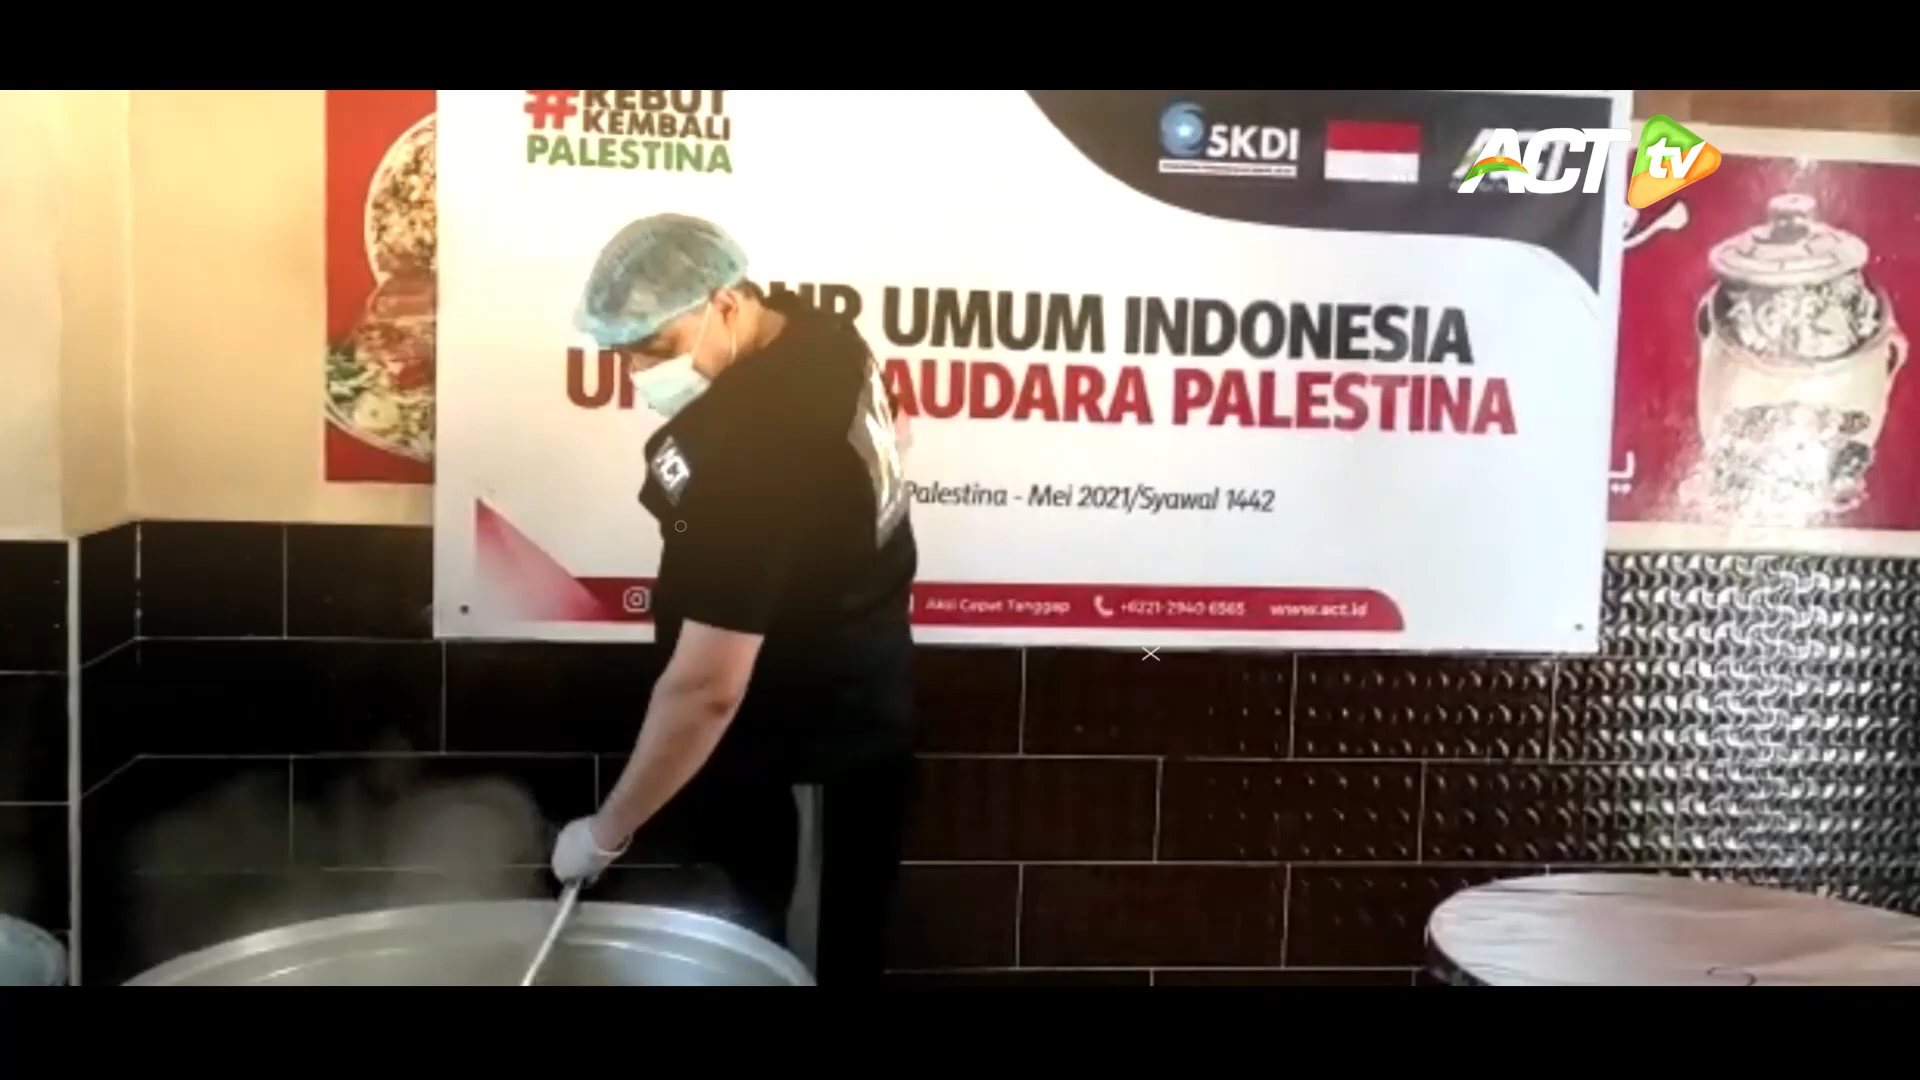 #REBUT
KEMBALI
PALESTINA
SKDI
ACT tv
UMUM INDONESIA
AUDARA PALESTINA
ACT
Palestina - Mei 2021/Syawal 1442
Aksi Cepat Tanggap +6221-2940-6565 www.act.id